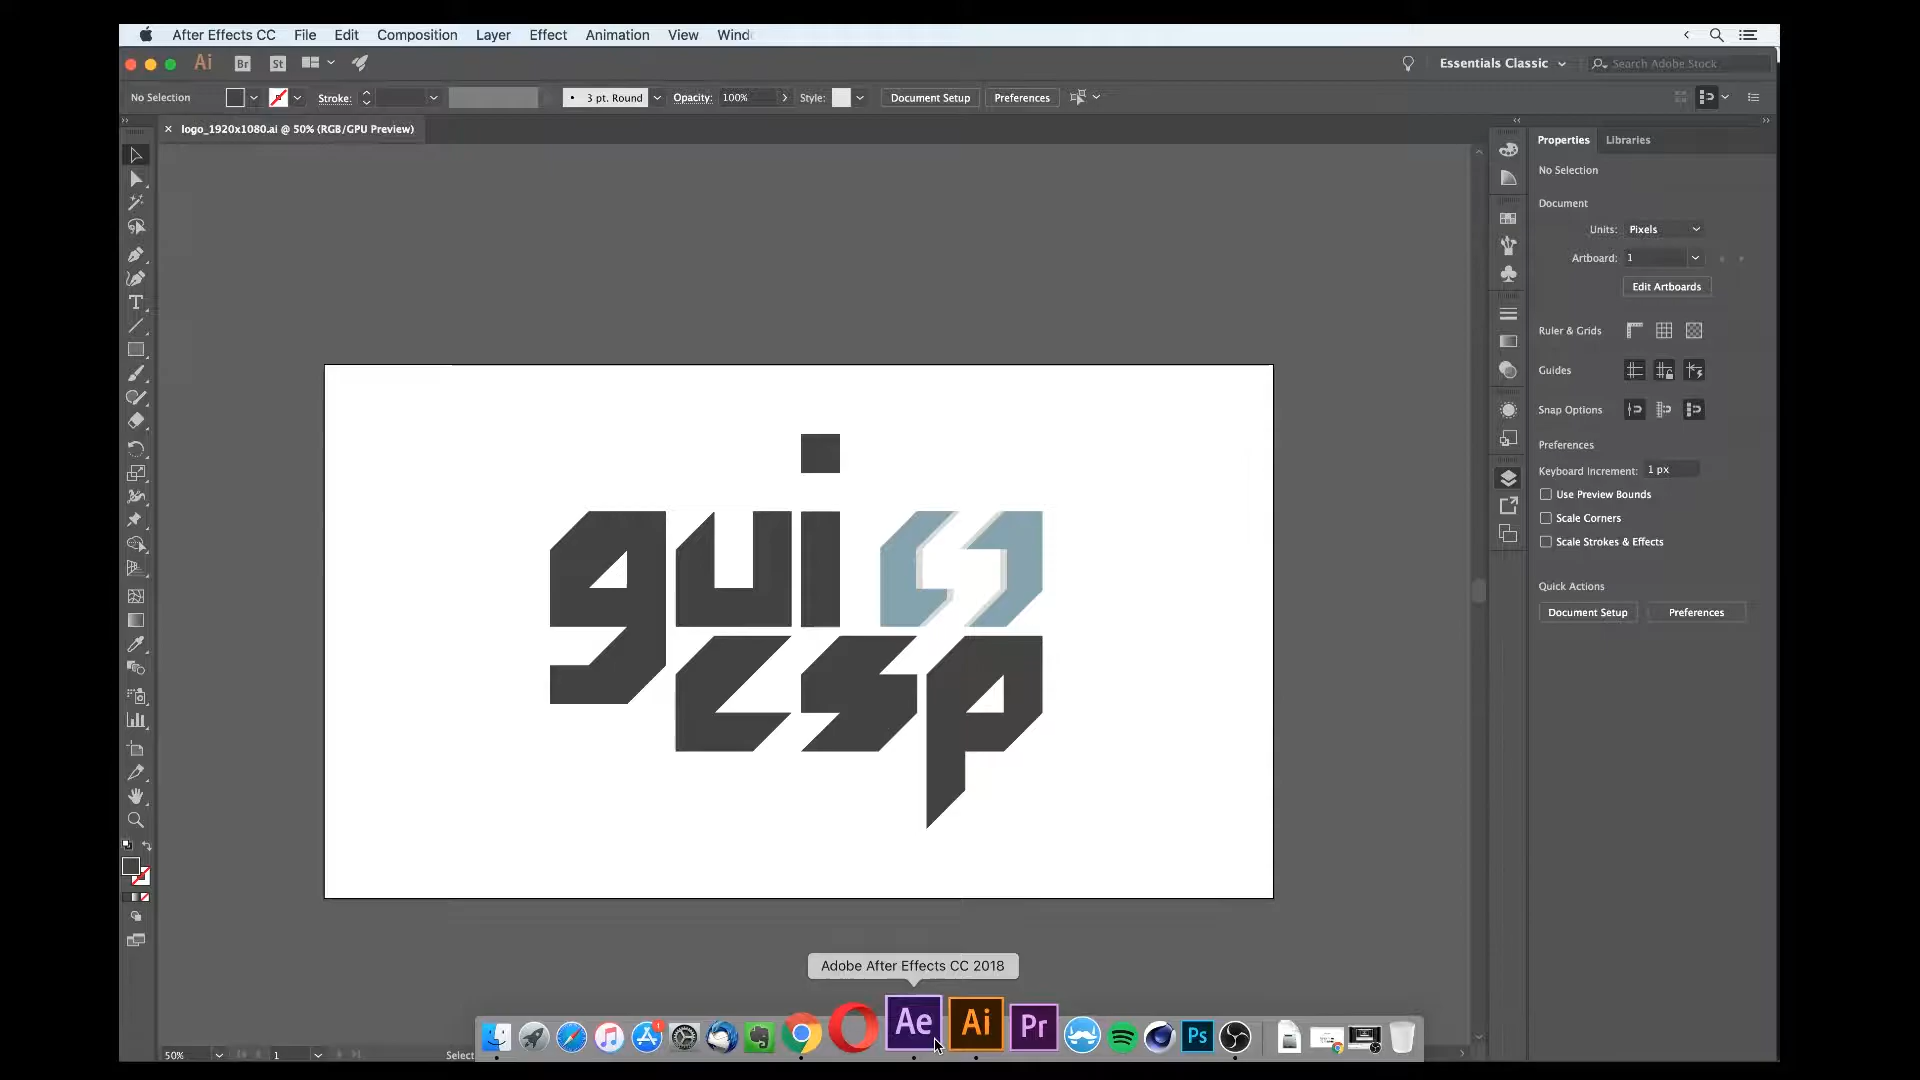 After Effects CC File Edit Composition Layer Effect Animation View Wind
Ai Br St Essentials Classic Search Adobe Stock
No Selection Stroke: 3 pt. Round Opacity: 100% Style: Document Setup Preferences
logo_1920x1080.ai @ 50% (RGB/GPU Preview)
Properties Libraries
No Selection
Document
Units: Pixels
Artboard: 1
Edit Artboards
Ruler & Grids
Guides
Snap Options
Preferences
Keyboard Increment: 1 px
Use Preview Bounds
Scale Corners
Scale Strokes & Effects
Quick Actions
Document Setup Preferences
gui
csp
Adobe After Effects CC 2018
Ae Ai Pr Ps
50% 1 Select